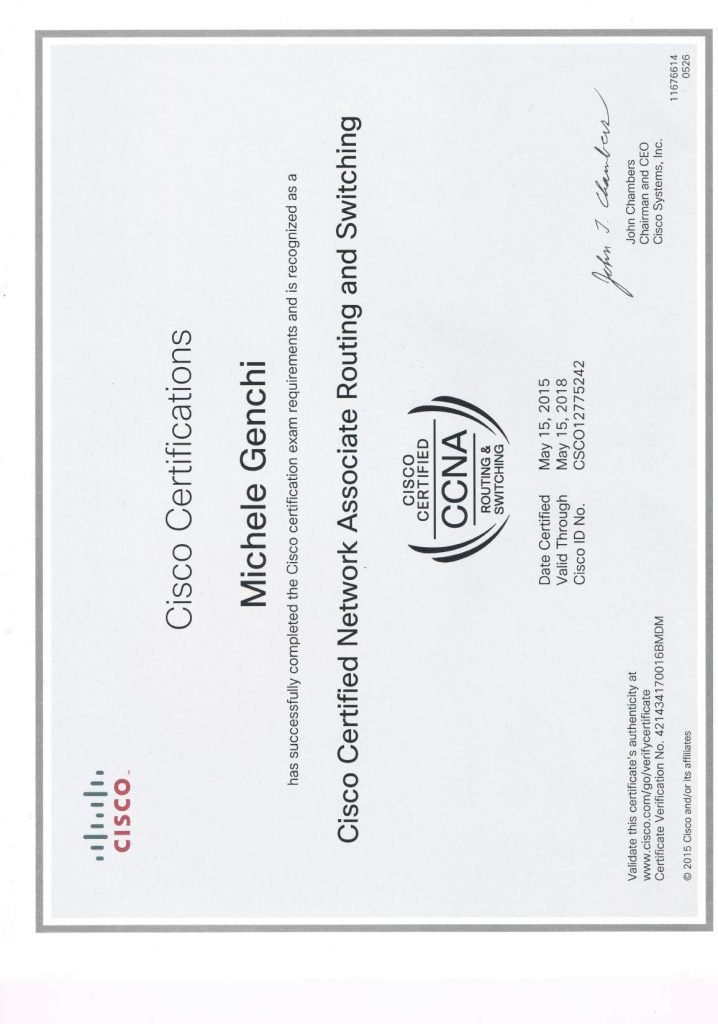 CISCO™
Cisco Certifications
Michele Genchi
has successfully completed the Cisco certification exam requirements and is recognized as a
Cisco Certified Network Associate Routing and Switching
CISCO
CERTIFIED
CCNA
ROUTING &
SWITCHING
Date Certified May 15, 2015
Valid Through May 15, 2018
Cisco ID No. CSCO12775242
Validate this certificate's authenticity at
www.cisco.com/go/verifycertificate
Certificate Verification No. 421434170016BMDM
© 2015 Cisco and/or its affiliates
John T. Chambers
John Chambers
Chairman and CEO
Cisco Systems, Inc.
11676614
0526